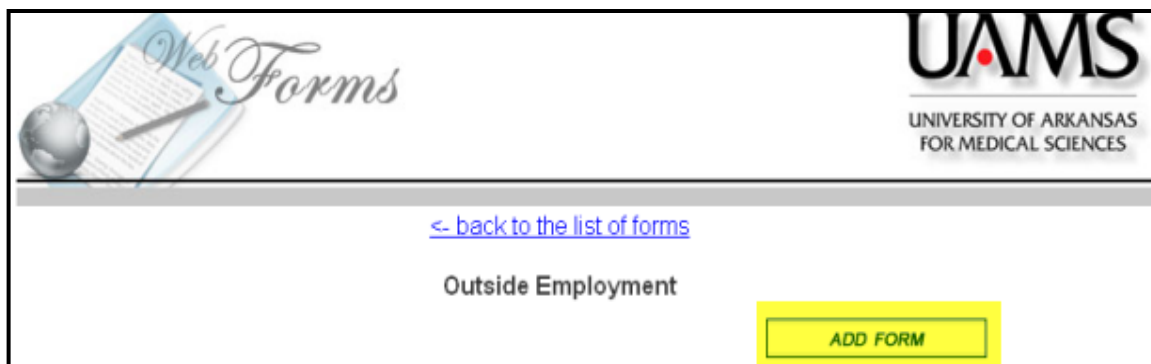 Web Forms
UAMS
UNIVERSITY OF ARKANSAS
FOR MEDICAL SCIENCES
<- back to the list of forms
Outside Employment
ADD FORM